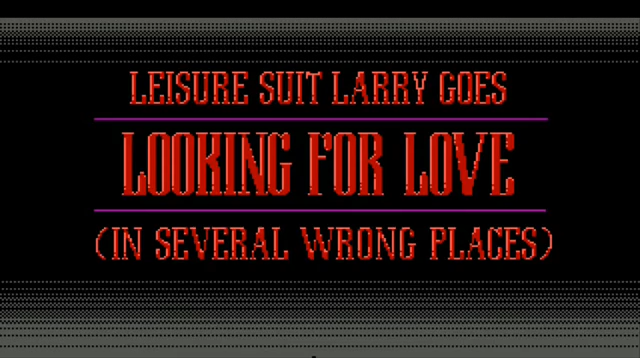 LEISURE SUIT LARRY GOES
LOOKING FOR LOVE
(IN SEVERAL WRONG PLACES)